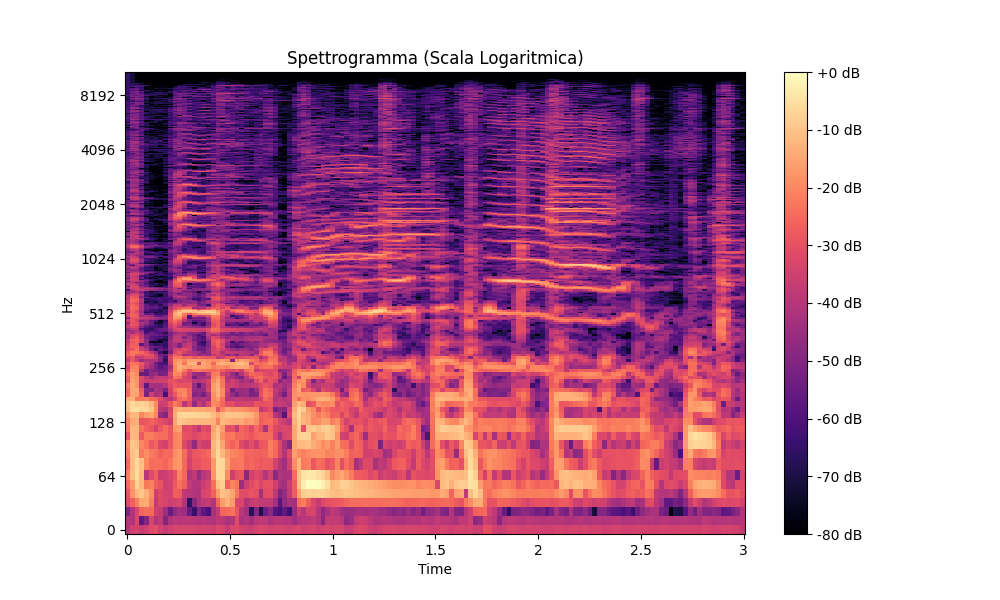 Spettrogramma (Scala Logaritmica)
Hz
8192
4096
2048
1024
512
256
128
64
0
0 0.5 1 1.5 2 2.5 3
Time
+0 dB
-10 dB
-20 dB
-30 dB
-40 dB
-50 dB
-60 dB
-70 dB
-80 dB